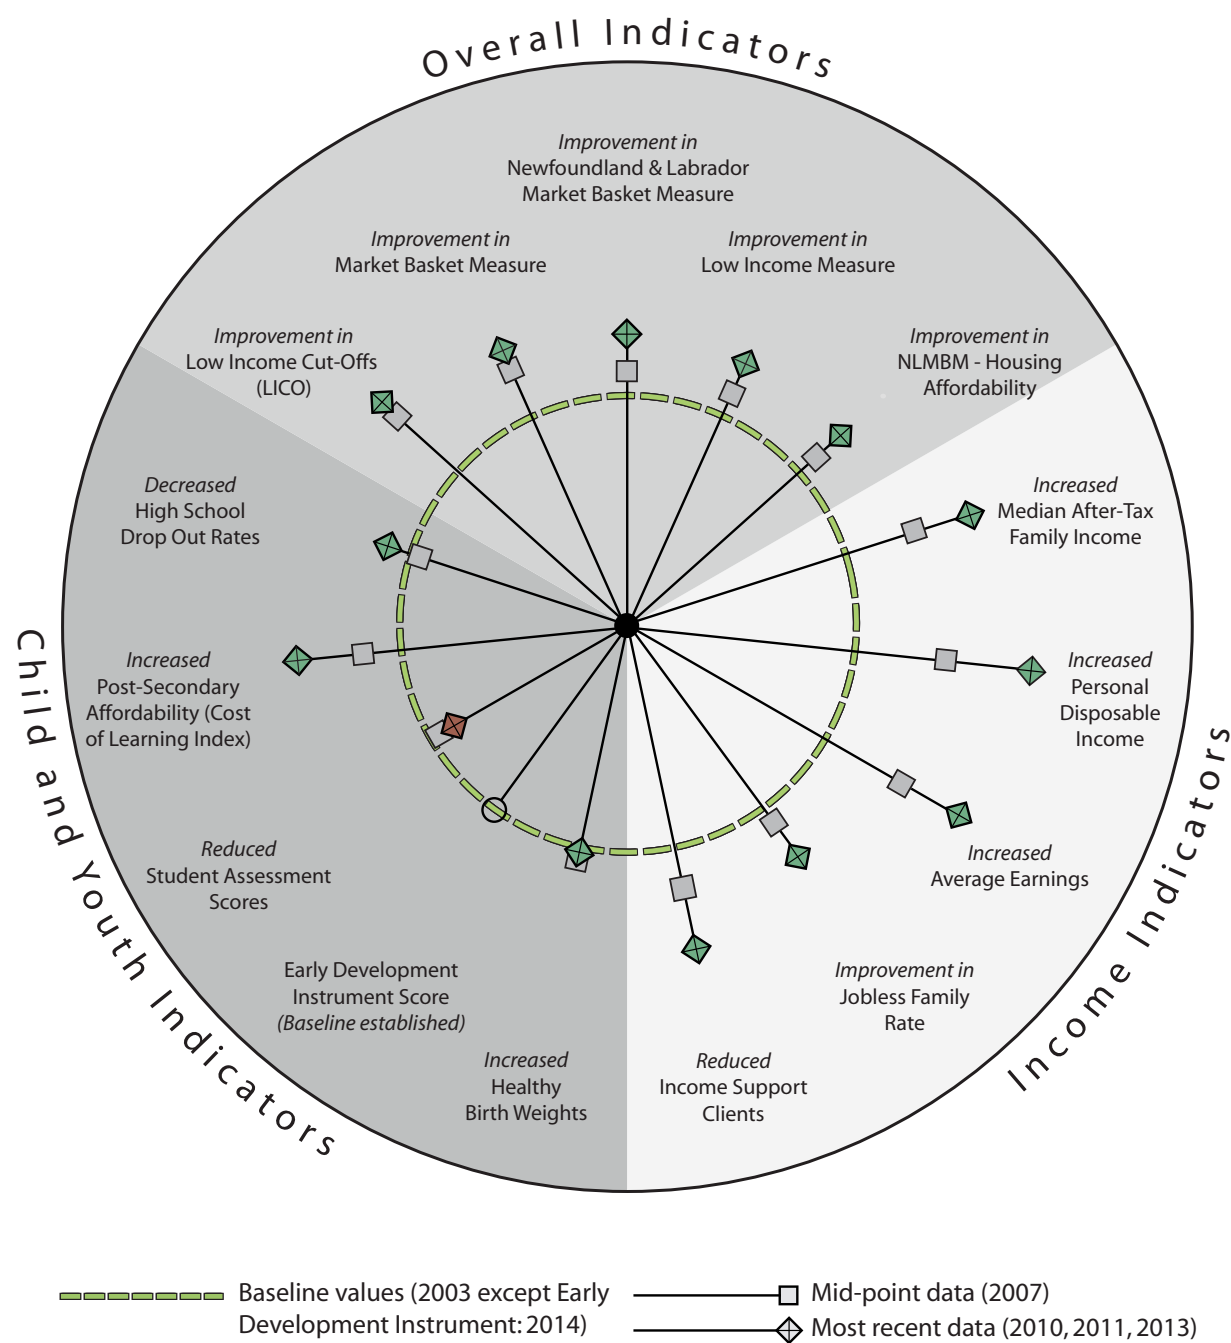 Overall Indicators
Improvement in
Newfoundland & Labrador
Market Basket Measure
Improvement in
Market Basket Measure
Improvement in
Low Income Measure
Improvement in
Low Income Cut-Offs
(LICO)
Improvement in
NLMBM - Housing
Affordability
Decreased
High School
Drop Out Rates
Increased
Median After-Tax
Family Income
Increased
Post-Secondary
Affordability (Cost
of Learning Index)
Increased
Personal
Disposable
Income
Reduced
Student Assessment
Scores
Increased
Average Earnings
Early Development
Instrument Score
(Baseline established)
Improvement in
Jobless Family
Rate
Increased
Healthy
Birth Weights
Reduced
Income Support
Clients
Child and Youth Indicators
Income Indicators
Baseline values (2003 except Early
Development Instrument: 2014)
Mid-point data (2007)
Most recent data (2010, 2011, 2013)